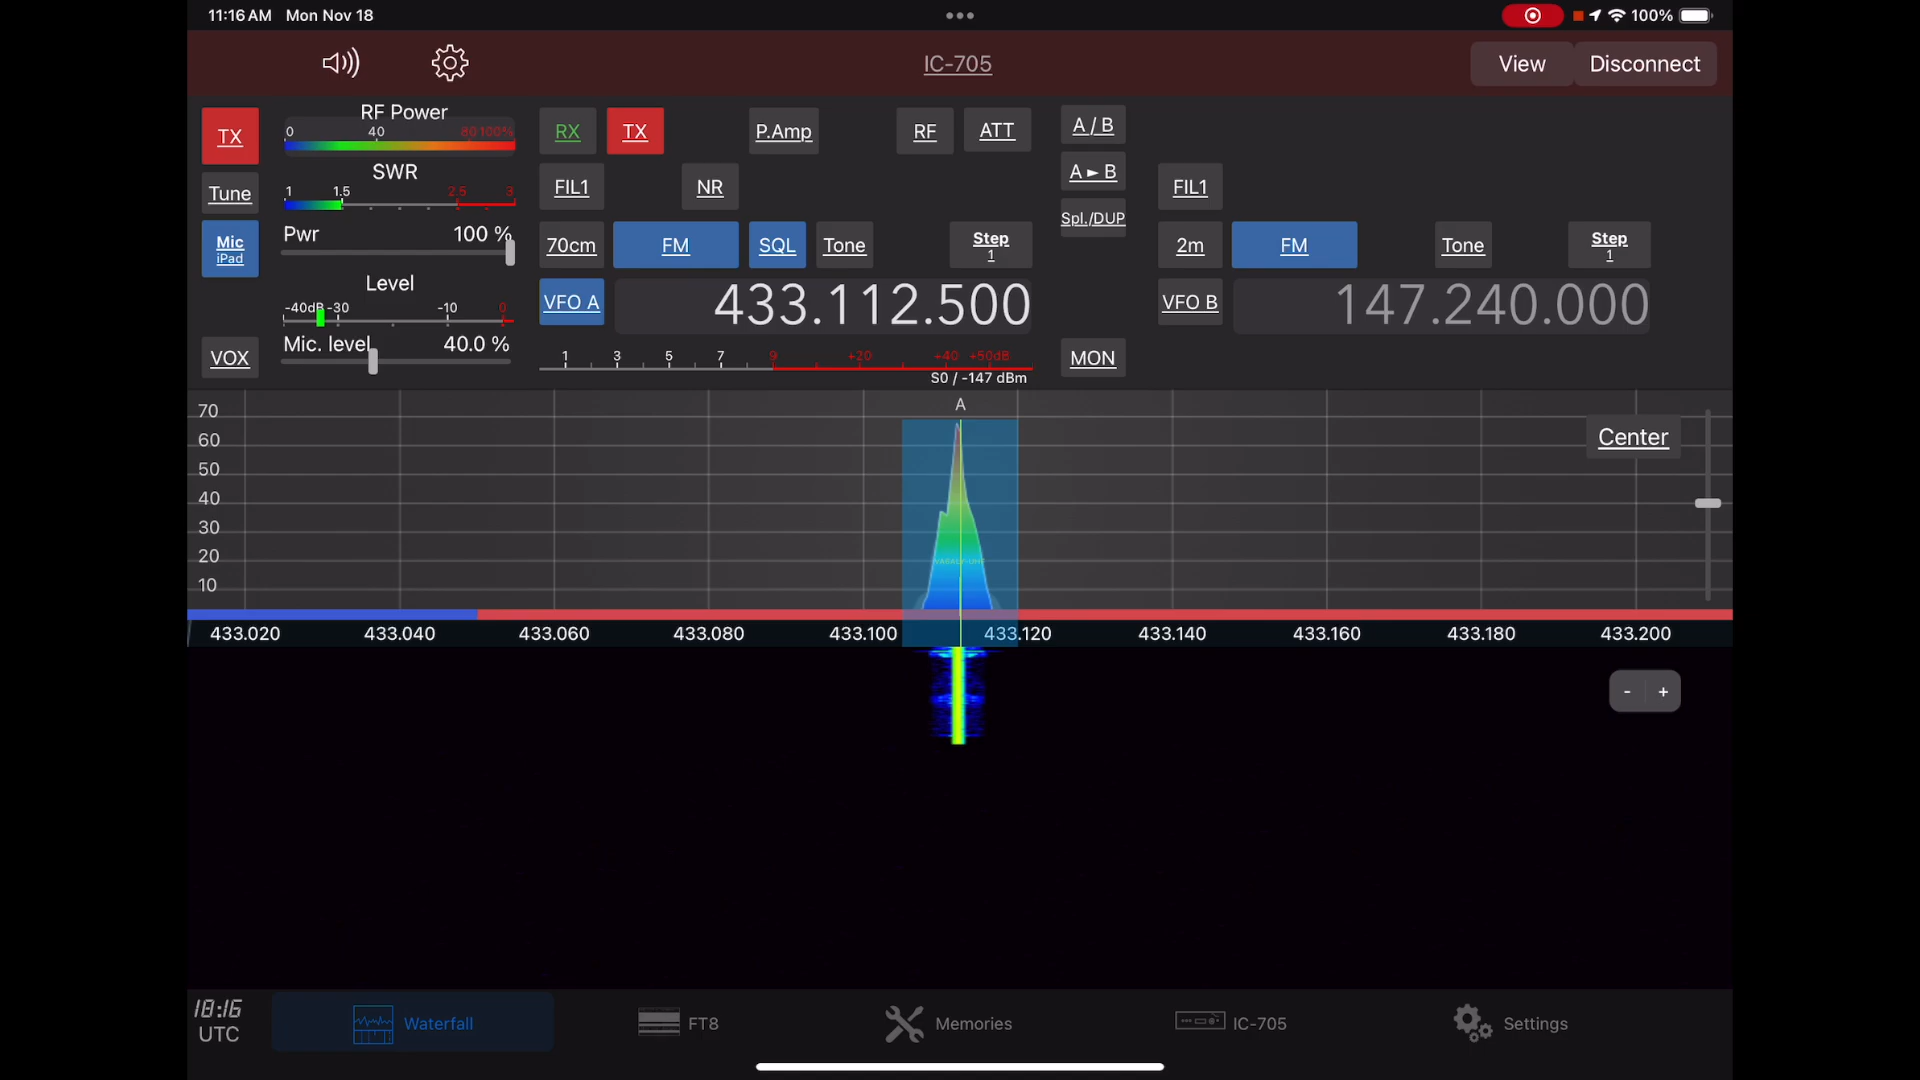 11:16 AM Mon Nov 18
100%
IC-705
View
Disconnect
TX
RF Power
0 40 80 100%
SWR
1 1.5 2.5 3
Tune
Mic
iPad
Pwr 100 %
Level
-40dB -30 -10 0
Mic. level 40.0 %
VOX
RX TX P.Amp RF ATT
FIL1 NR
70cm FM SQL Tone Step
1
VFO A 433.112.500
1 3 5 7 9 +20 +40 +50dB
S0 / -147 dBm
A / B
A ► B
Spl./DUP
MON
FIL1
2m FM Tone Step
1
VFO B 147.240.000
A
Center
70
60
50
40
30
20
10
433.020 433.040 433.060 433.080 433.100 433.120 433.140 433.160 433.180 433.200
- +
18:16
UTC
Waterfall
FT8
Memories
IC-705
Settings